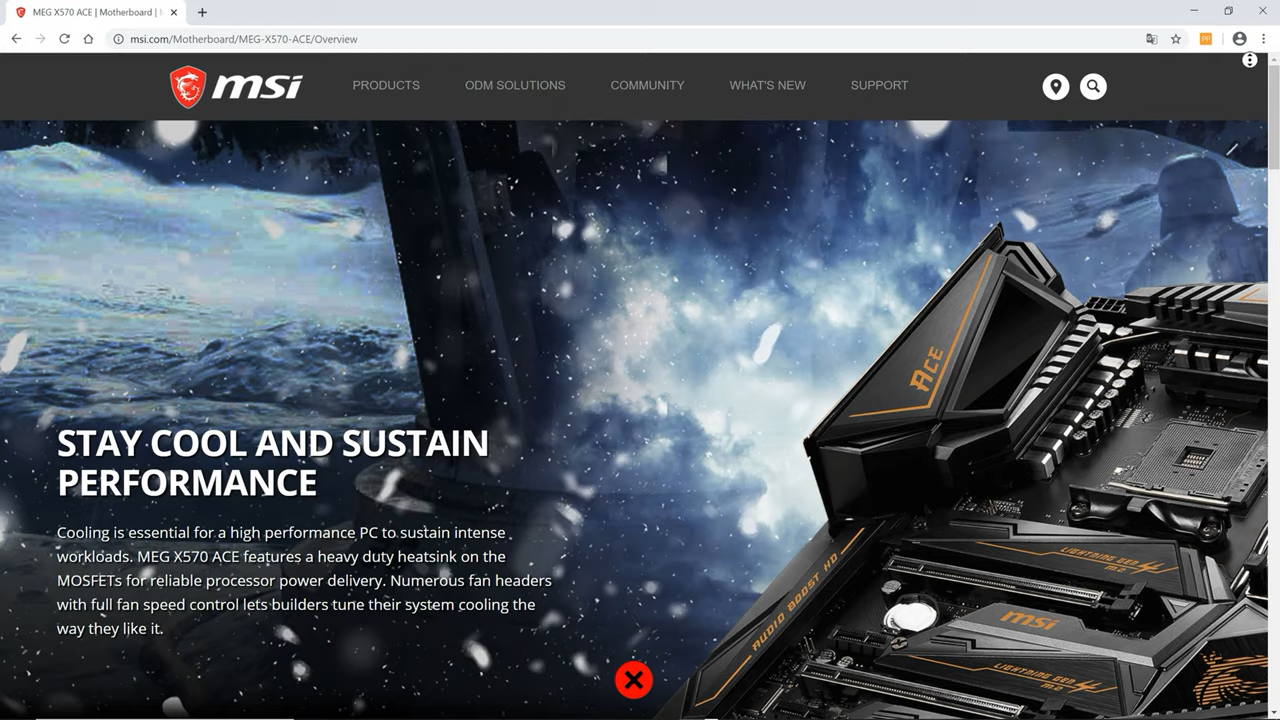 MEG X570 ACE | Motherboard |
msi.com/Motherboard/MEG-X570-ACE/Overview
PP
msi
PRODUCTS
ODM SOLUTIONS
COMMUNITY
WHAT'S NEW
SUPPORT
ACE
STAY COOL AND SUSTAIN
PERFORMANCE
Cooling is essential for a high performance PC to sustain intense
workloads. MEG X570 ACE features a heavy duty heatsink on the
MOSFETs for reliable processor power delivery. Numerous fan headers
with full fan speed control lets builders tune their system cooling the
way they like it.
LIGHTNING GEN 4
AUDIO BOOST HD
msi
LIGHTNING GEN 4